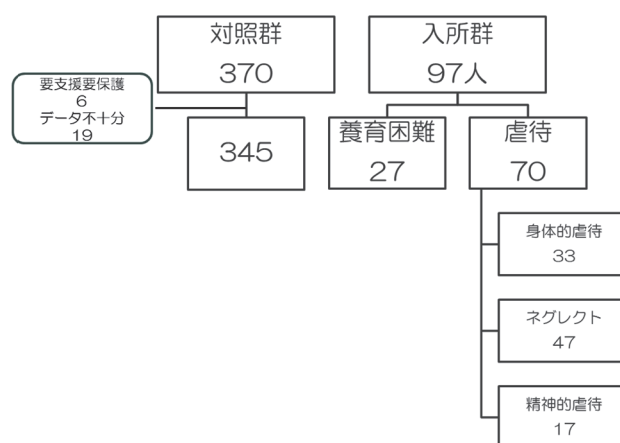 対照群
370
入所群
97人
要支援要保護
6
データ不十分
19
345
養育困難
27
虐待
70
身体的虐待
33
ネグレクト
47
精神的虐待
17